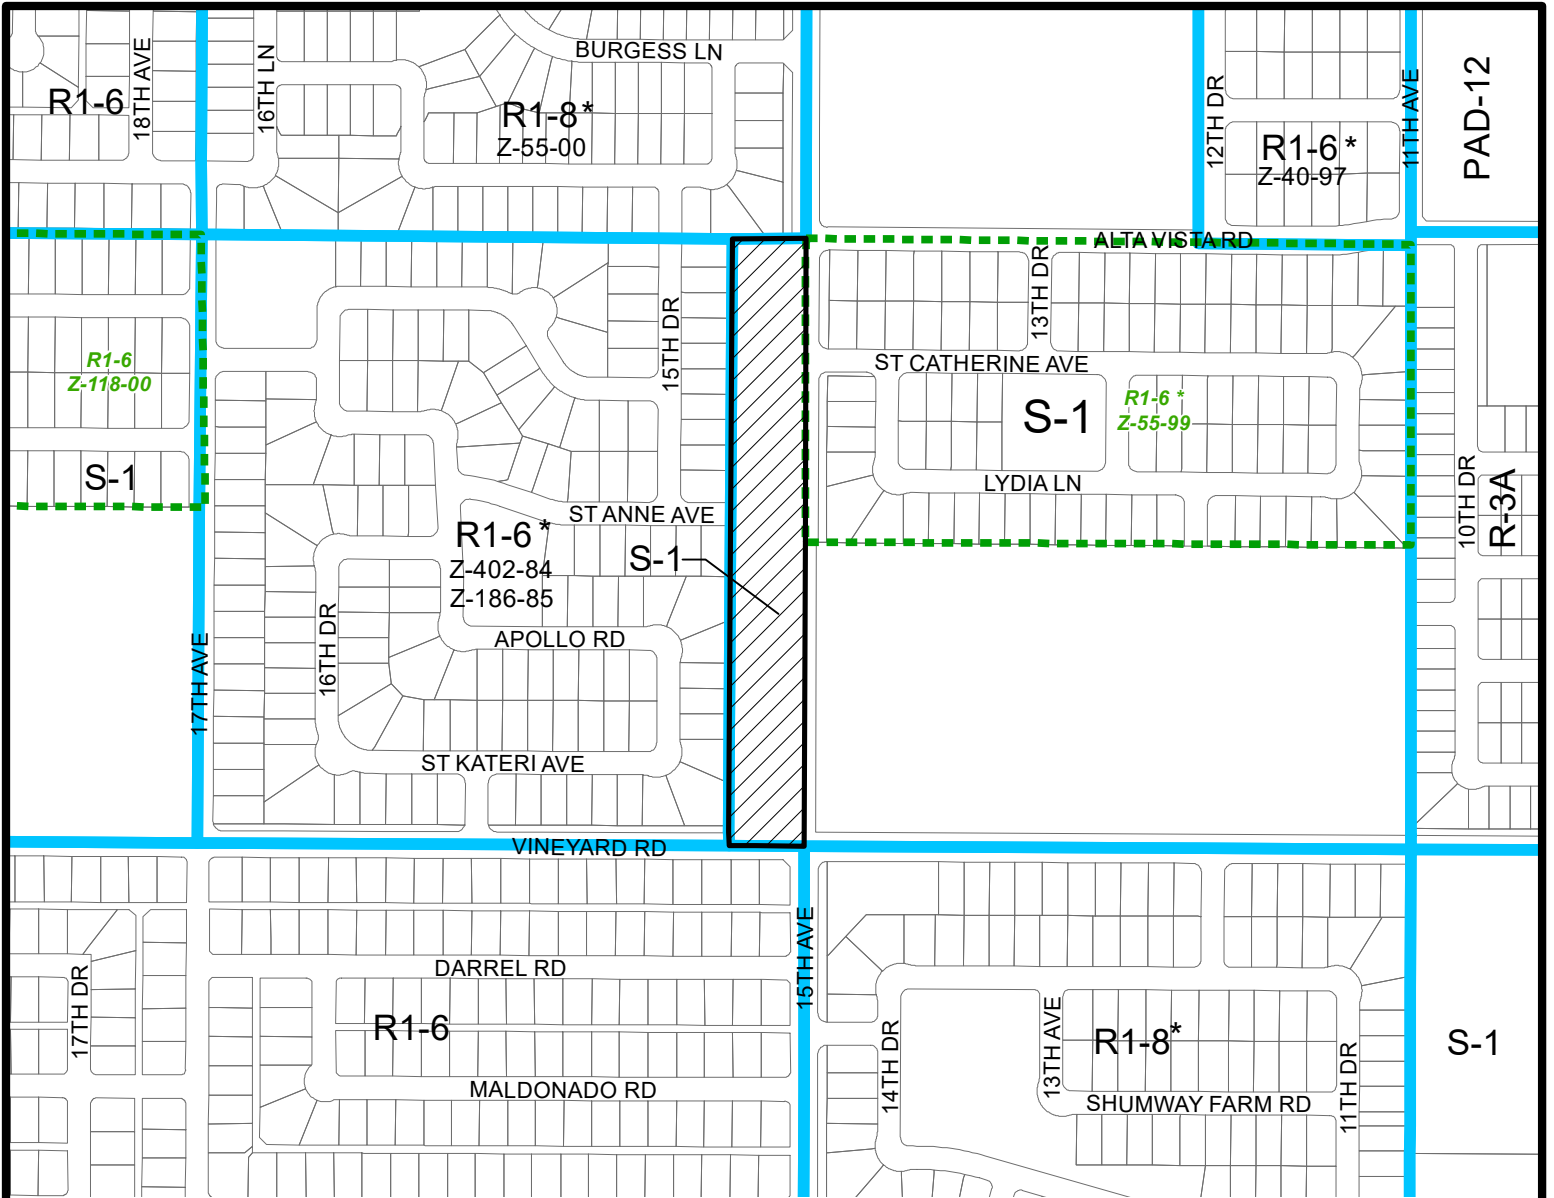 BURGESS LN
18TH AVE
16TH LN
R1-6
R1-8*
Z-55-00
12TH DR
R1-6 *
Z-40-97
11TH AVE
PAD-12
ALTA VISTA RD
13TH DR
15TH DR
R1-6
Z-118-00
ST CATHERINE AVE
S-1
R1-6 *
Z-55-99
S-1
LYDIA LN
10TH DR
R-3A
ST ANNE AVE
R1-6 *
Z-402-84
Z-186-85
S-1
APOLLO RD
16TH DR
17TH AVE
ST KATERI AVE
VINEYARD RD
15TH AVE
DARREL RD
17TH DR
R1-6
MALDONADO RD
14TH DR
13TH AVE
R1-8*
11TH DR
SHUMWAY FARM RD
S-1